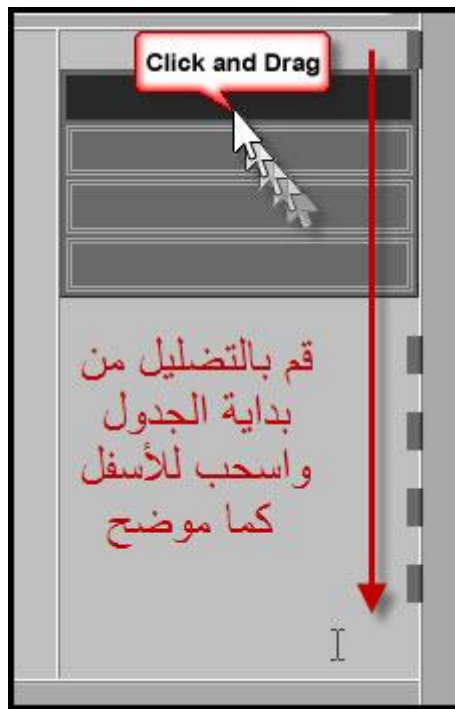 Click and Drag
قم بالتضليل من
بداية الجدول
واسحب للأسفل
كما موضح